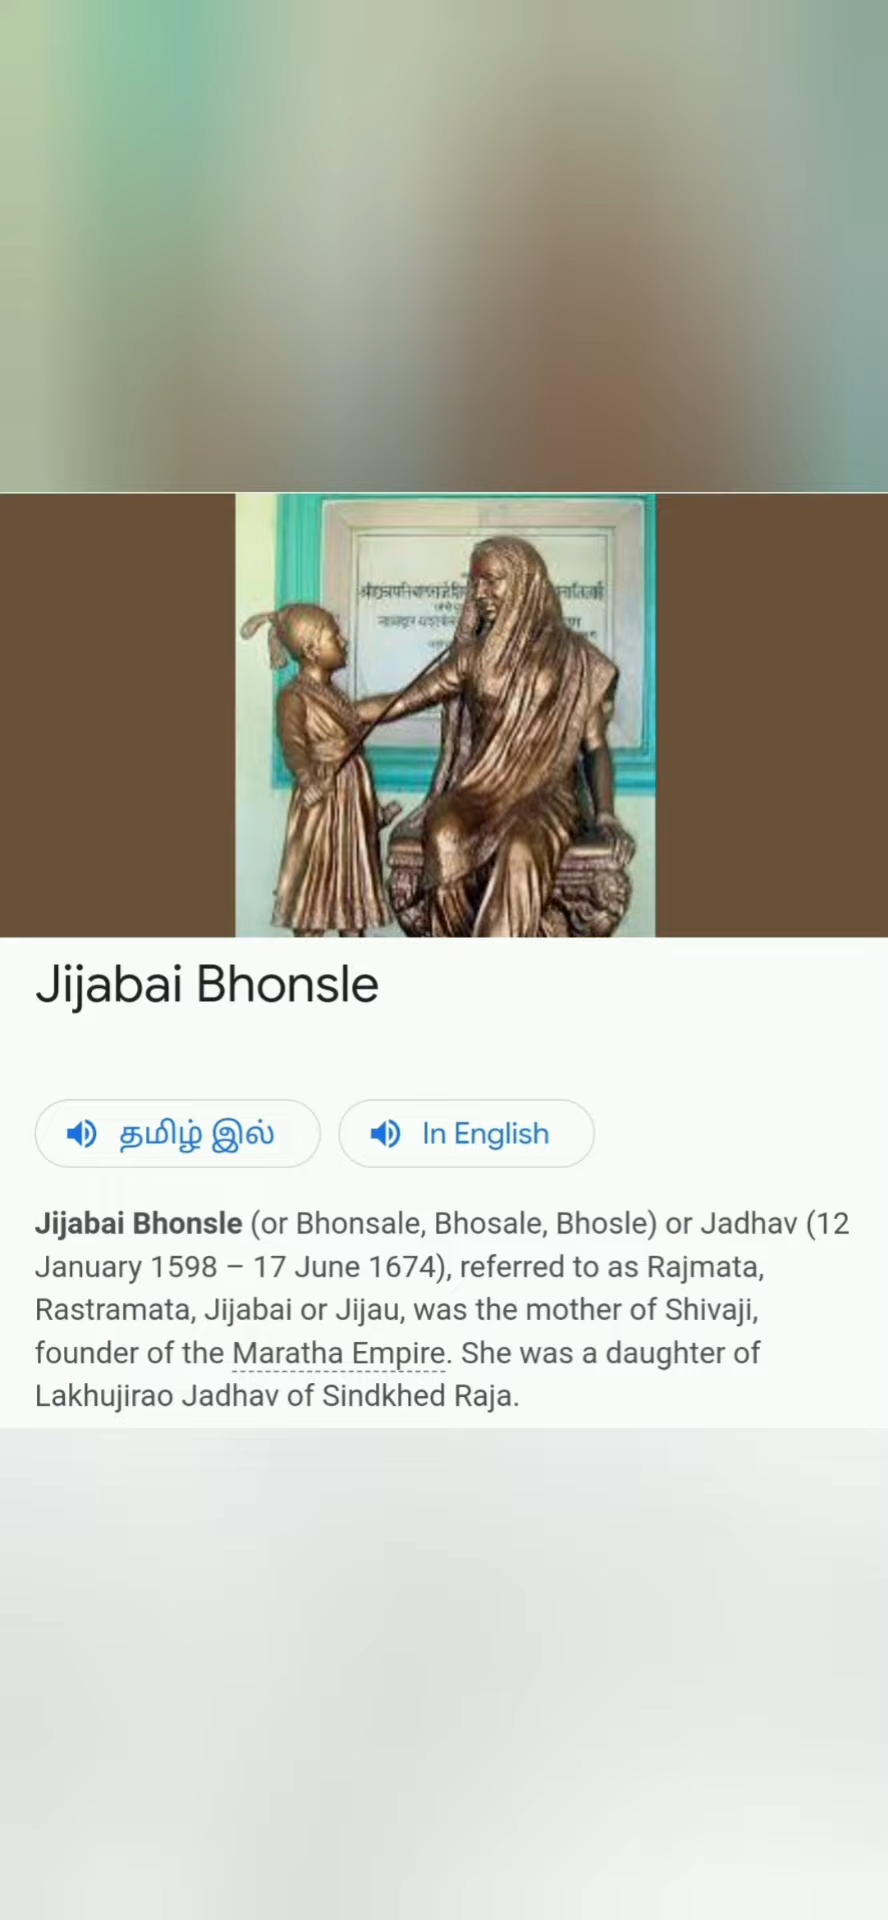 Jijabai Bhonsle
தமிழ் இல்
In English
Jijabai Bhonsle (or Bhonsale, Bhosale, Bhosle) or Jadhav (12
January 1598 – 17 June 1674), referred to as Rajmata,
Rastramata, Jijabai or Jijau, was the mother of Shivaji,
founder of the Maratha Empire. She was a daughter of
Lakhujirao Jadhav of Sindkhed Raja.